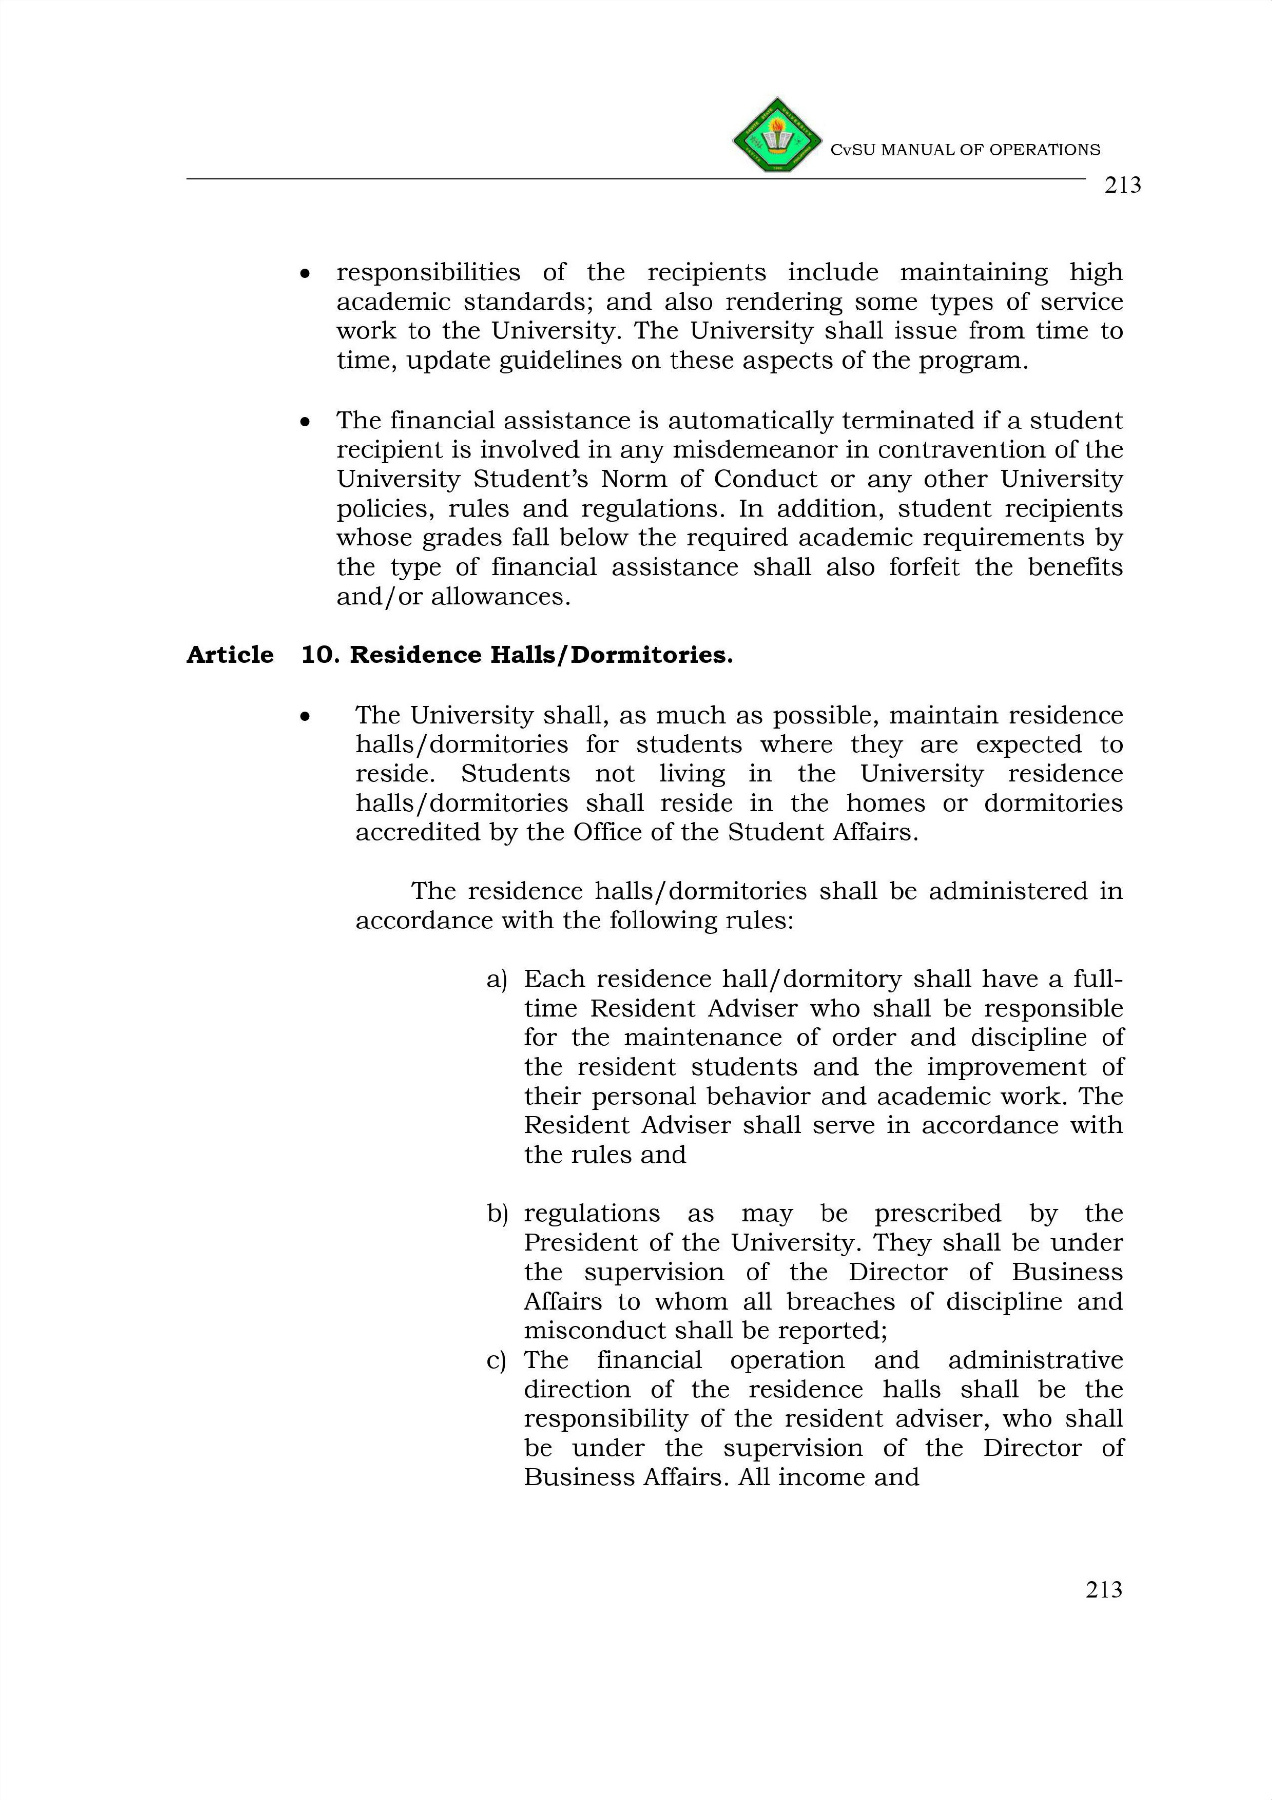 CvSU MANUAL OF OPERATIONS
213
• responsibilities of the recipients include maintaining high
academic standards; and also rendering some types of service
work to the University. The University shall issue from time to
time, update guidelines on these aspects of the program.
• The financial assistance is automatically terminated if a student
recipient is involved in any misdemeanor in contravention of the
University Student’s Norm of Conduct or any other University
policies, rules and regulations. In addition, student recipients
whose grades fall below the required academic requirements by
the type of financial assistance shall also forfeit the benefits
and/or allowances.
Article 10. Residence Halls/Dormitories.
• The University shall, as much as possible, maintain residence
halls/dormitories for students where they are expected to
reside. Students not living in the University residence
halls/dormitories shall reside in the homes or dormitories
accredited by the Office of the Student Affairs.
The residence halls/dormitories shall be administered in
accordance with the following rules:
a) Each residence hall/dormitory shall have a full-
time Resident Adviser who shall be responsible
for the maintenance of order and discipline of
the resident students and the improvement of
their personal behavior and academic work. The
Resident Adviser shall serve in accordance with
the rules and
b) regulations as may be prescribed by the
President of the University. They shall be under
the supervision of the Director of Business
Affairs to whom all breaches of discipline and
misconduct shall be reported;
c) The financial operation and administrative
direction of the residence halls shall be the
responsibility of the resident adviser, who shall
be under the supervision of the Director of
Business Affairs. All income and
213